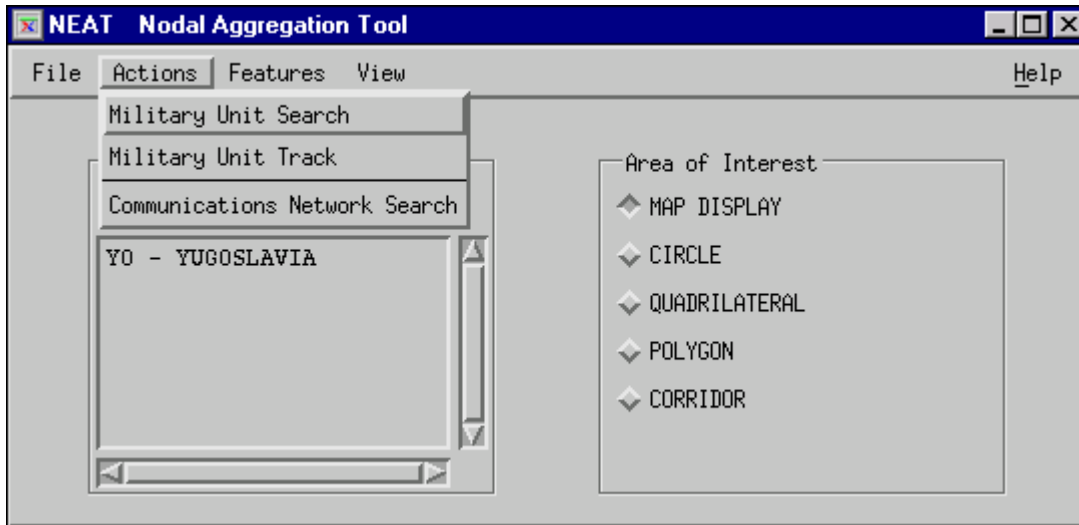 NEAT Nodal Aggregation Tool
File Actions Features View Help
Military Unit Search
Military Unit Track
Communications Network Search
YO - YUGOSLAVIA
Area of Interest
MAP DISPLAY
CIRCLE
QUADRILATERAL
POLYGON
CORRIDOR